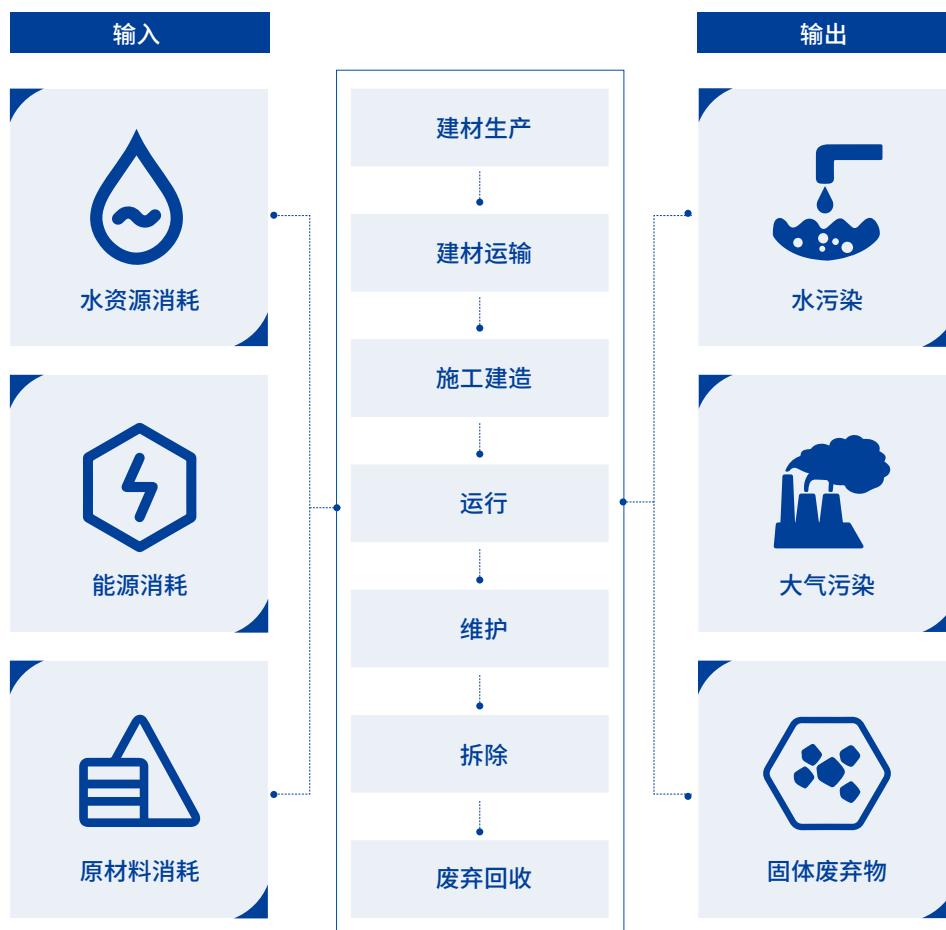 输入
输出
水资源消耗
能源消耗
原材料消耗
建材生产
建材运输
施工建造
运行
维护
拆除
废弃回收
水污染
大气污染
固体废弃物